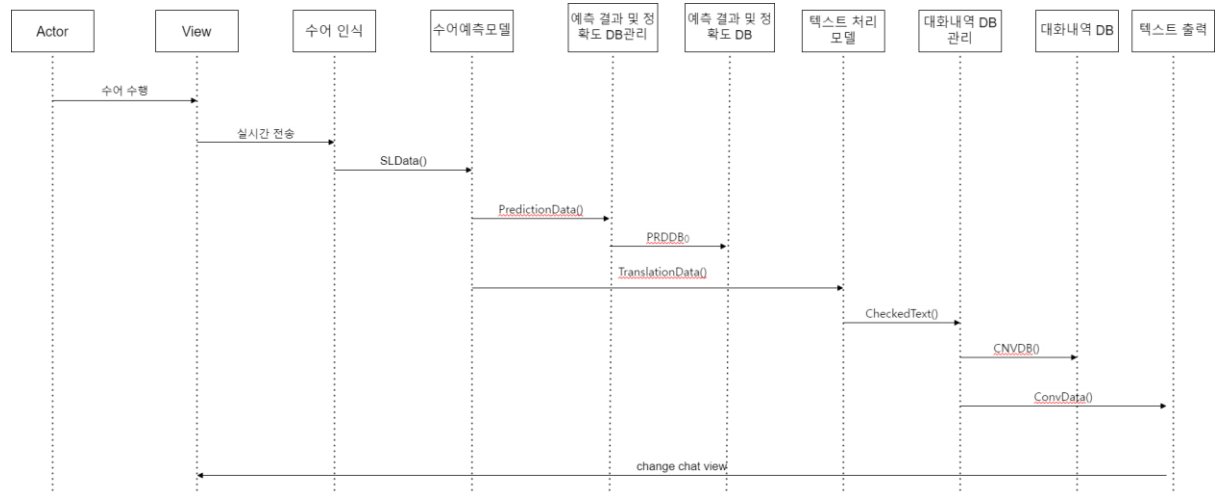 Actor
View
수어 인식
수어예측모델
예측 결과 및 정
확도 DB관리
예측 결과 및 정
확도 DB
텍스트 처리
모델
대화내역 DB
관리
대화내역 DB
텍스트 출력
수어 수행
실시간 전송
SLData()
PredictionData()
PRDDB()
TranslationData()
CheckedText()
CNVDB()
ConvData()
change chat view